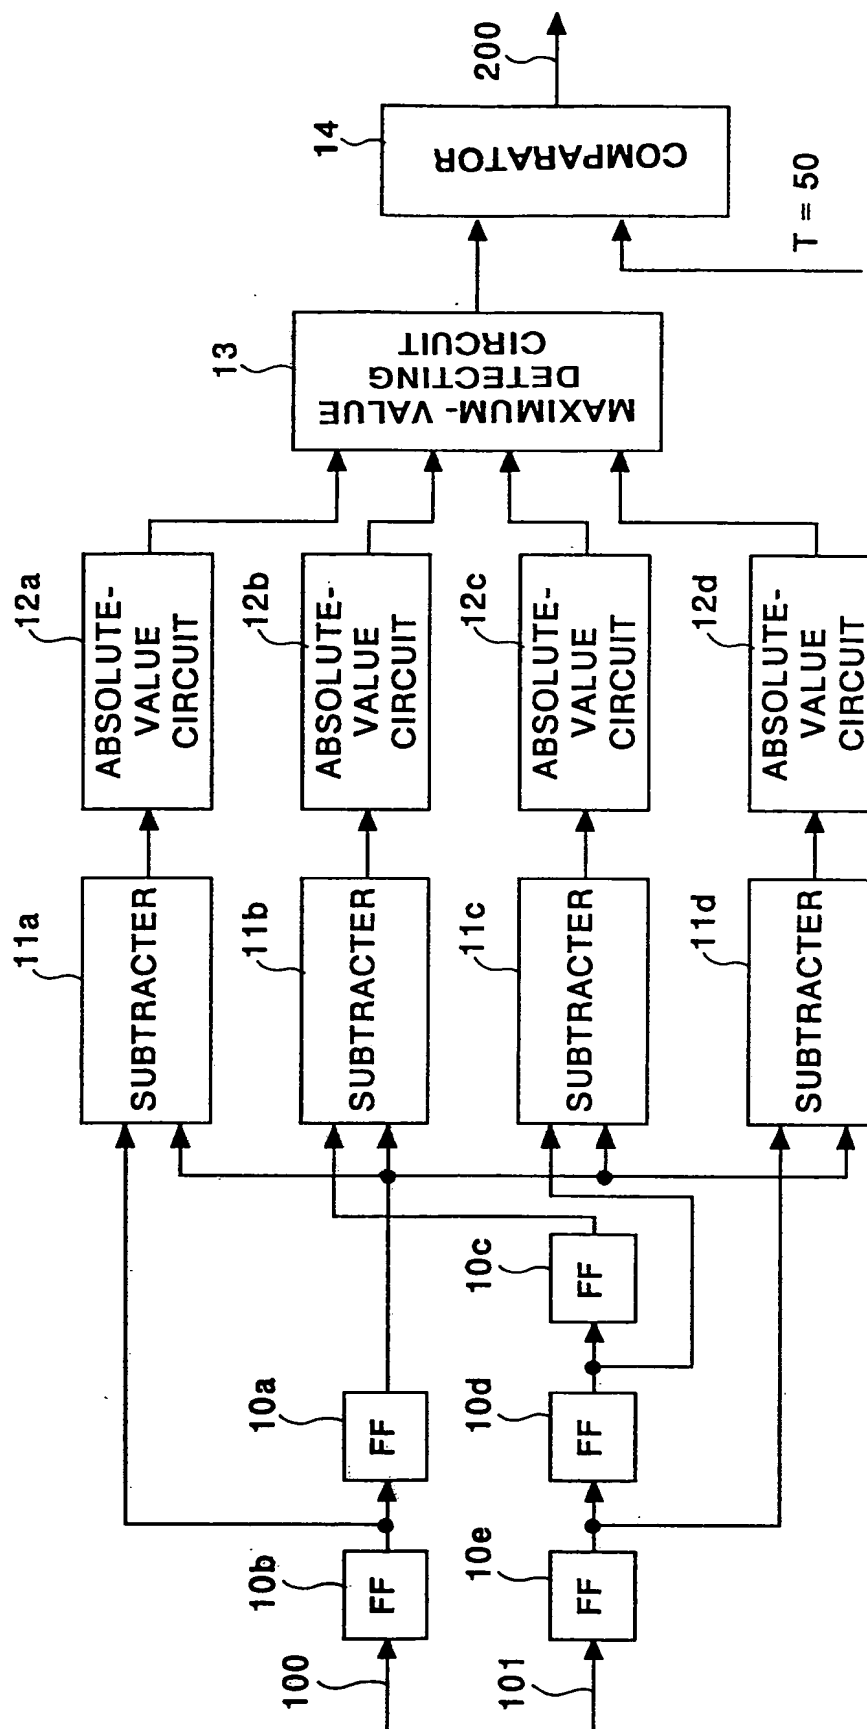 100
10b
FF
10a
FF
101
10e
FF
10d
FF
10c
FF
11a
SUBTRACTER
11b
SUBTRACTER
11c
SUBTRACTER
11d
SUBTRACTER
12a
ABSOLUTE-
VALUE
CIRCUIT
12b
ABSOLUTE-
VALUE
CIRCUIT
12c
ABSOLUTE-
VALUE
CIRCUIT
12d
ABSOLUTE-
VALUE
CIRCUIT
13
MAXIMUM- VALUE
DETECTING
CIRCUIT
14
COMPARATOR
T = 50
200